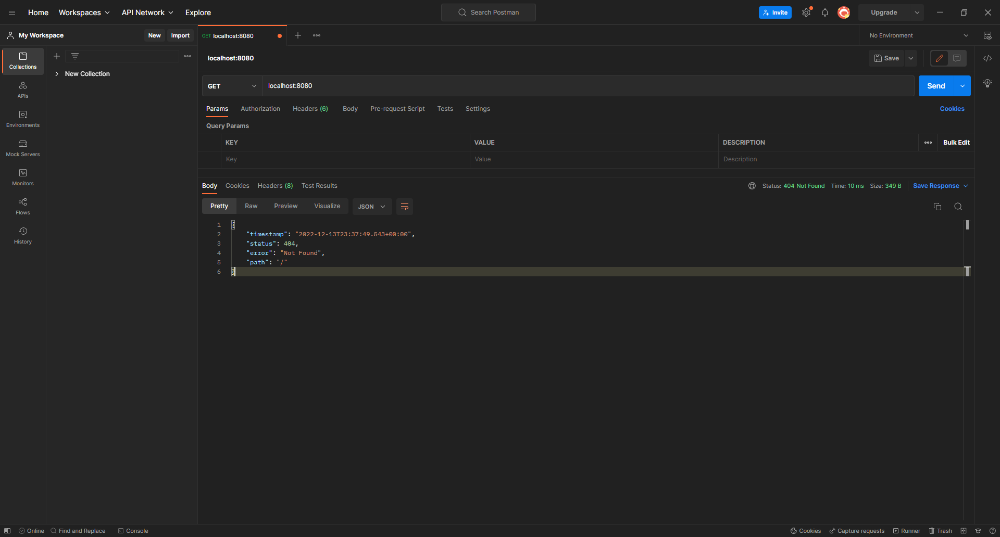 Home Workspaces API Network Explore Search Postman Invite Upgrade
My Workspace New Import GET localhost:8080 No Environment
Collections
APIs
Environments
Mock Servers
Monitors
Flows
History
New Collection
localhost:8080 Save
GET localhost:8080 Send
Params Authorization Headers (6) Body Pre-request Script Tests Settings Cookies
Query Params
KEY VALUE DESCRIPTION Bulk Edit
Key Value Description
Body Cookies Headers (8) Test Results Status: 404 Not Found Time: 10 ms Size: 349 B Save Response
Pretty Raw Preview Visualize JSON
1 {
2 "timestamp": "2022-12-13T23:37:49.543+00:00",
3 "status": 404,
4 "error": "Not Found",
5 "path": "/"
6 }
Online Find and Replace Console Cookies Capture requests Runner Trash